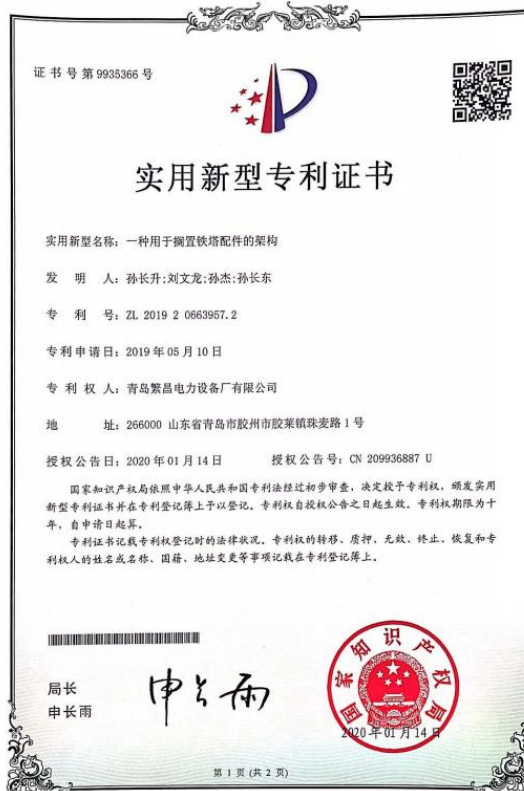 证书号第9935366号
实用新型专利证书
实用新型名称：一种用于搁置铁塔配件的架构
发明人：孙长升;刘文龙;孙杰;孙长东
专利号：ZL 2019 2 0663957.2
专利申请日：2019年05月10日
专利权人：青岛繁昌电力设备厂有限公司
地址：266000 山东省青岛市胶州市胶莱镇珠麦路1号
授权公告日：2020年01月14日 授权公告号：CN 209936887 U
国家知识产权局依照中华人民共和国专利法经过初步审查，决定授予专利权，颁发实用
新型专利证书并在专利登记簿上予以登记。专利权自授权公告之日起生效。专利权期限为十
年，自申请日起算。
专利证书记载专利权登记时的法律状况。专利权的转移、质押、无效、终止、恢复和专
利权人的姓名或名称、国籍、地址变更等事项记载在专利登记簿上。
局长
申长雨
申长雨
国家知识产权局
2020年01月14日
第1页(共2页)